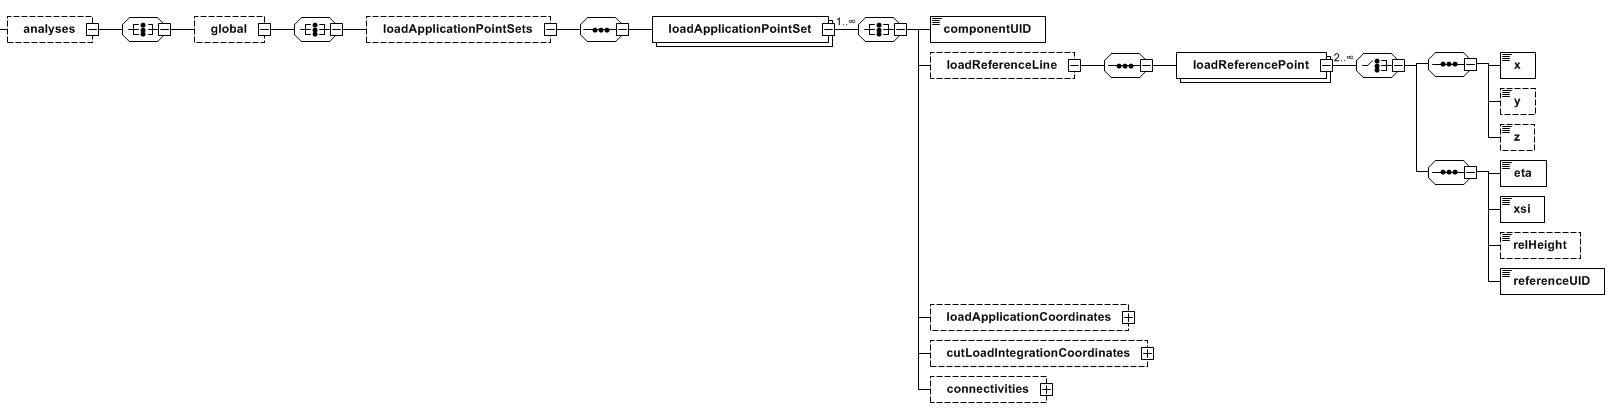 analyses
global
loadApplicationPointSets
loadApplicationPointSet
1..∞
componentUID
loadReferenceLine
loadReferencePoint
2..∞
x
y
z
eta
xsi
relHeight
referenceUID
loadApplicationCoordinates
cutLoadIntegrationCoordinates
connectivities